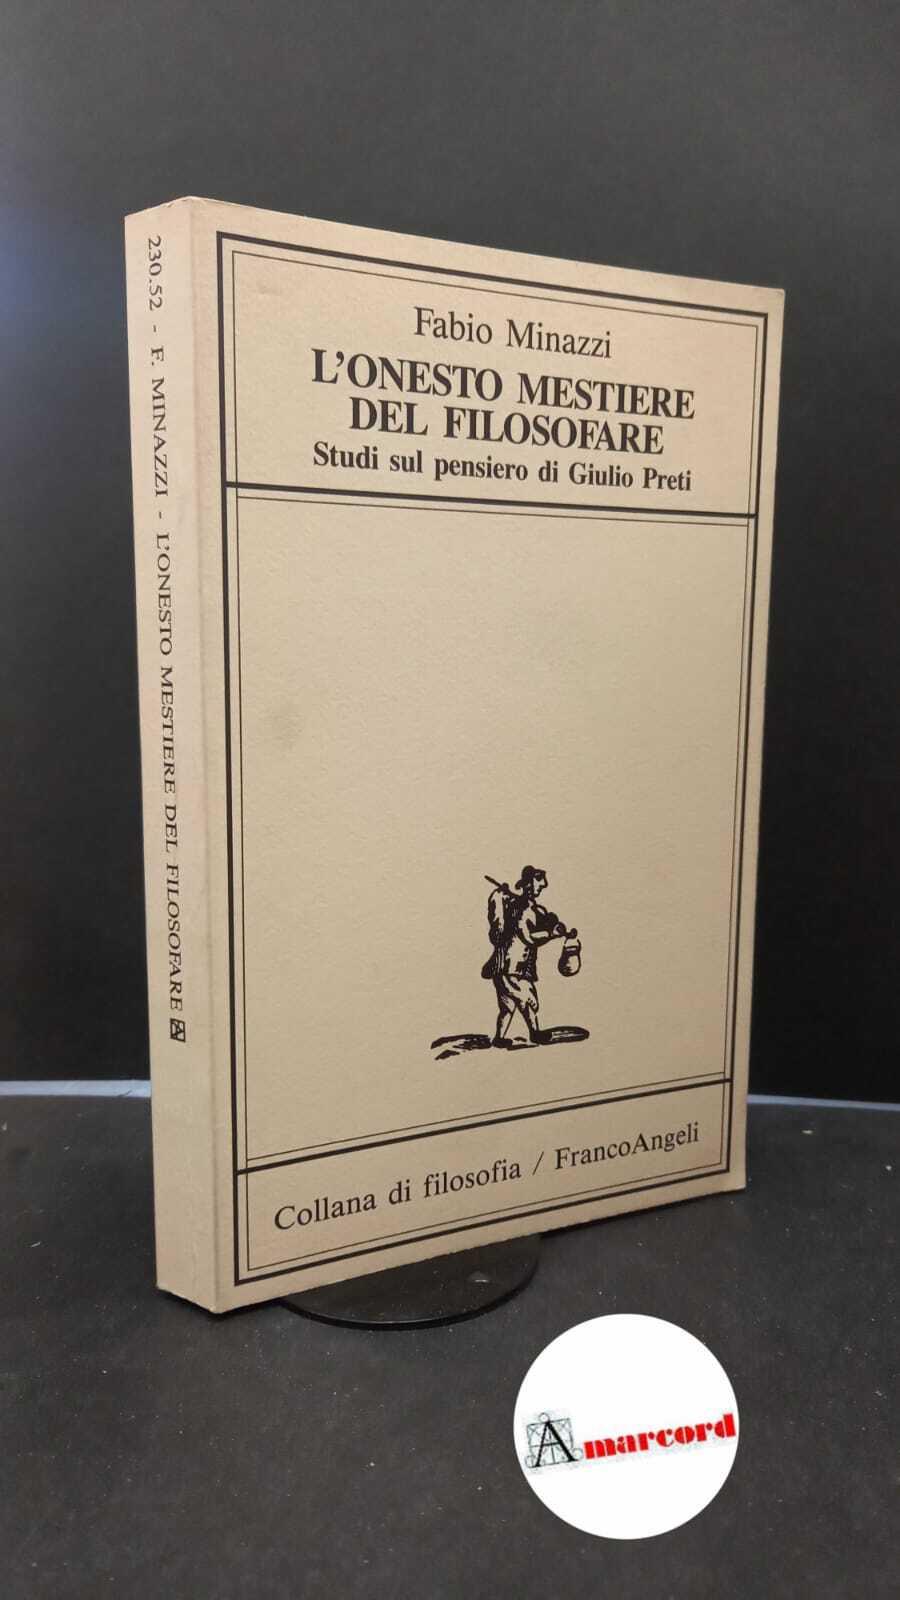 230.52 - F. MINAZZI - L'ONESTO MESTIERE DEL FILOSOFARE
Fabio Minazzi
L'ONESTO MESTIERE
DEL FILOSOFARE
Studi sul pensiero di Giulio Preti
Collana di filosofia / FrancoAngeli
Amarcord